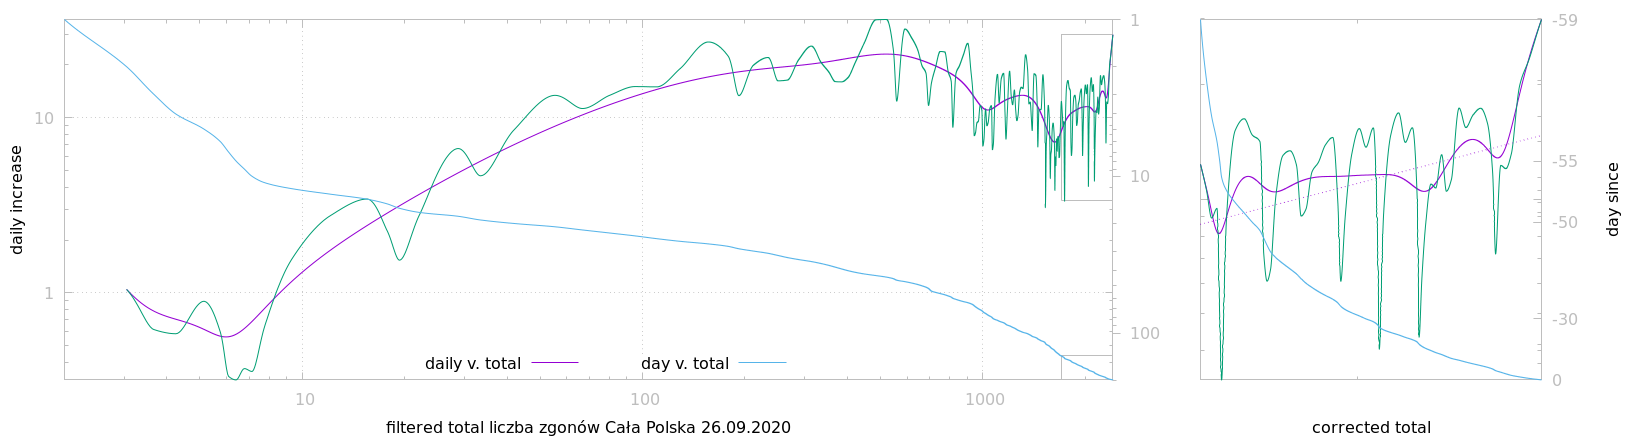 daily increase
10
1
daily v. total
day v. total
10
100
1000
filtered total liczba zgonów Cała Polska 26.09.2020
1
10
100
-59
-55
-50
-30
0
day since
corrected total